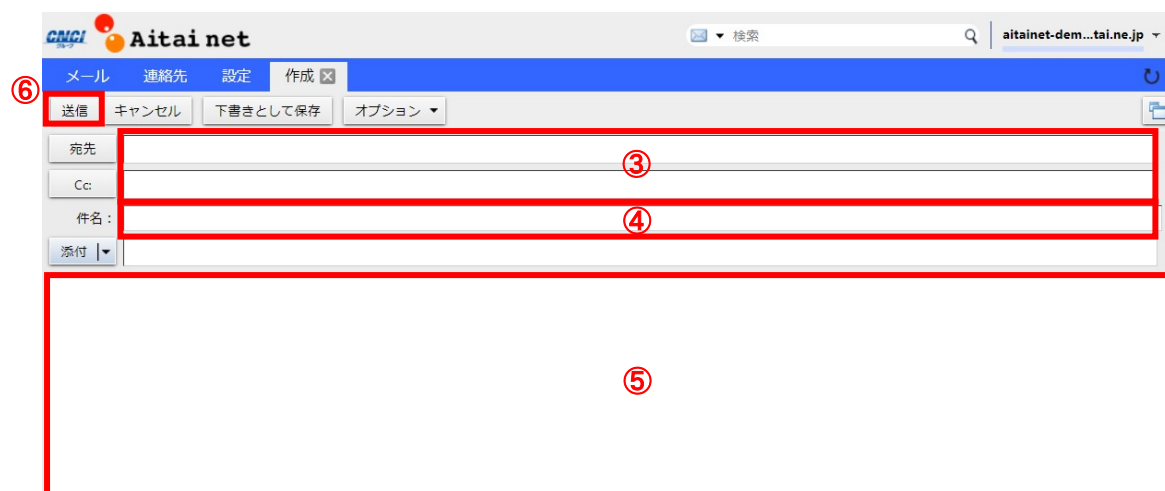 CNCI グループ Aitai net ▼ 検索 aitainet-dem...tai.ne.jp
メール 連絡先 設定 作成
⑥
送信 キャンセル 下書きとして保存 オプション ▼
宛先
③
Cc:
件名: ④
添付 ▼
⑤